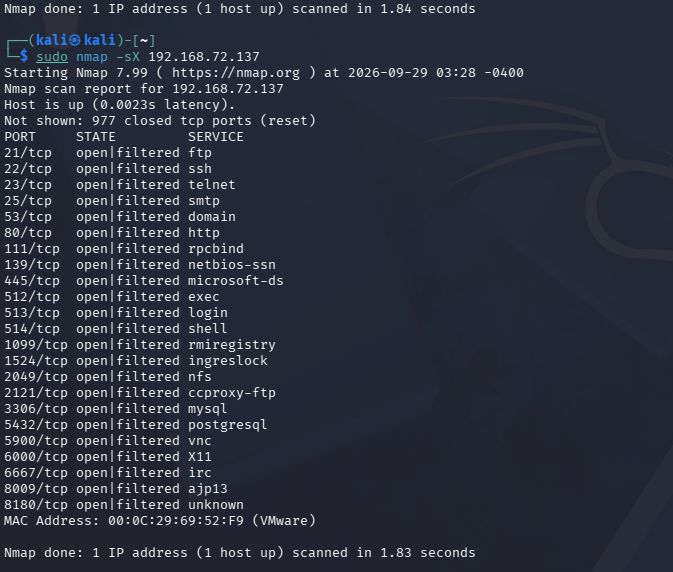 Nmap done: 1 IP address (1 host up) scanned in 1.84 seconds
┌──(kali㉿kali)-[~]
└─$ sudo nmap -sX 192.168.72.137
Starting Nmap 7.99 ( https://nmap.org ) at 2026-09-29 03:28 -0400
Nmap scan report for 192.168.72.137
Host is up (0.0023s latency).
Not shown: 977 closed tcp ports (reset)
PORT     STATE         SERVICE
21/tcp   open|filtered ftp
22/tcp   open|filtered ssh
23/tcp   open|filtered telnet
25/tcp   open|filtered smtp
53/tcp   open|filtered domain
80/tcp   open|filtered http
111/tcp  open|filtered rpcbind
139/tcp  open|filtered netbios-ssn
445/tcp  open|filtered microsoft-ds
512/tcp  open|filtered exec
513/tcp  open|filtered login
514/tcp  open|filtered shell
1099/tcp open|filtered rmiregistry
1524/tcp open|filtered ingreslock
2049/tcp open|filtered nfs
2121/tcp open|filtered ccproxy-ftp
3306/tcp open|filtered mysql
5432/tcp open|filtered postgresql
5900/tcp open|filtered vnc
6000/tcp open|filtered X11
6667/tcp open|filtered irc
8009/tcp open|filtered ajp13
8180/tcp open|filtered unknown
MAC Address: 00:0C:29:69:52:F9 (VMware)
Nmap done: 1 IP address (1 host up) scanned in 1.83 seconds